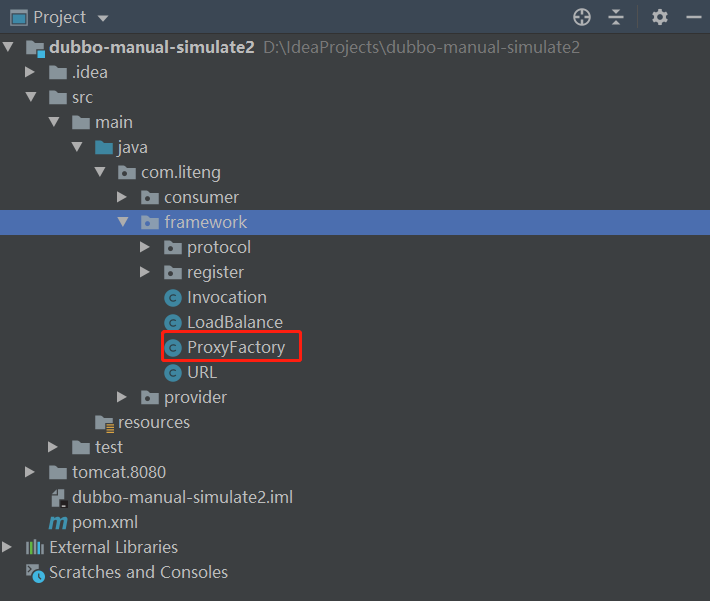 Project
dubbo-manual-simulate2 D:\IdeaProjects\dubbo-manual-simulate2
.idea
src
main
java
com.liteng
consumer
framework
protocol
register
Invocation
LoadBalance
ProxyFactory
URL
provider
resources
test
tomcat.8080
dubbo-manual-simulate2.iml
pom.xml
External Libraries
Scratches and Consoles